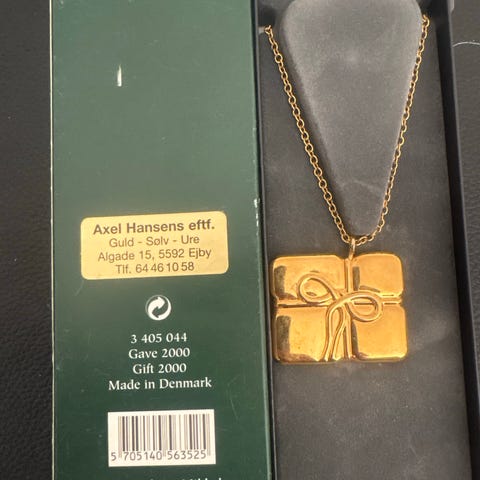 Axel Hansens eftf.
Guld - Sølv - Ure
Algade 15, 5592 Ejby
Tlf. 64 46 10 58
3 405 044
Gave 2000
Gift 2000
Made in Denmark
5 705140 563525